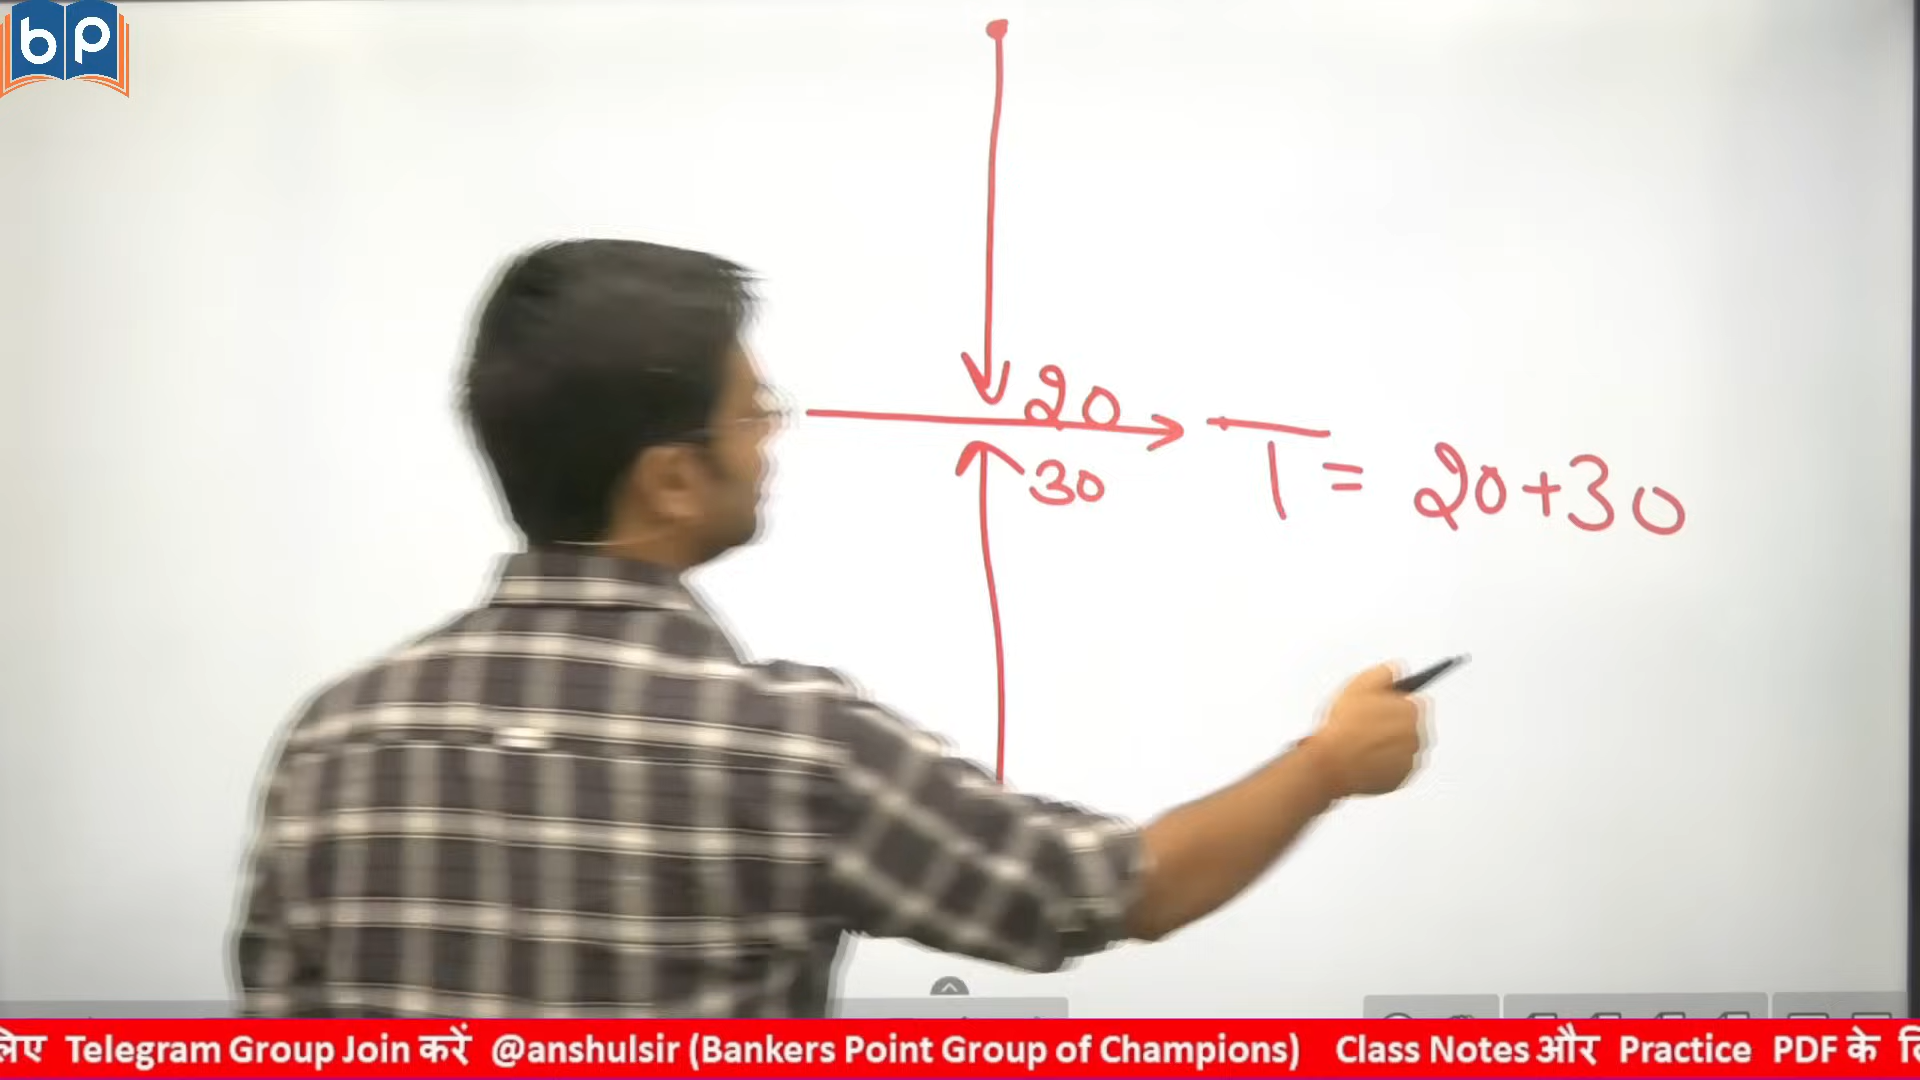 bp
20
30
T = 20+30
लिए Telegram Group Join करें @anshulsir (Bankers Point Group of Champions) Class Notes और Practice PDF के